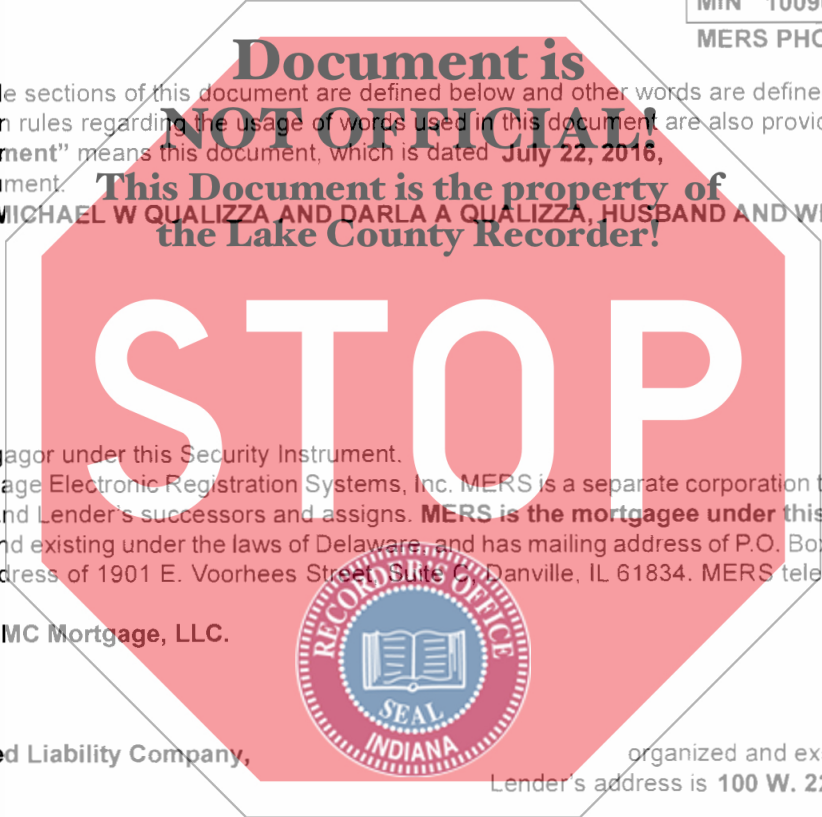 MIN 1009
MERS PHO
Document is
e sections of this document are defined below and other words are define
n rules regarding the usage of words used in this document are also provi
NOT OFFICIAL!
ment” means this document, which is dated July 22, 2016,
ment.
This Document is the property of
MICHAEL W QUALIZZA AND DARLA A QUALIZZA, HUSBAND AND WI
the Lake County Recorder!
STOP
agor under this Security Instrument.
age Electronic Registration Systems, Inc. MERS is a separate corporation t
nd Lender's successors and assigns. MERS is the mortgagee under this
nd existing under the laws of Delaware, and has mailing address of P.O. Box
dress of 1901 E. Voorhees Street, Suite C, Danville, IL 61834. MERS tele
MC Mortgage, LLC.
RECORDER'S OFFICE
SEAL
INDIANA
ed Liability Company,
organized and ex
Lender's address is 100 W. 22